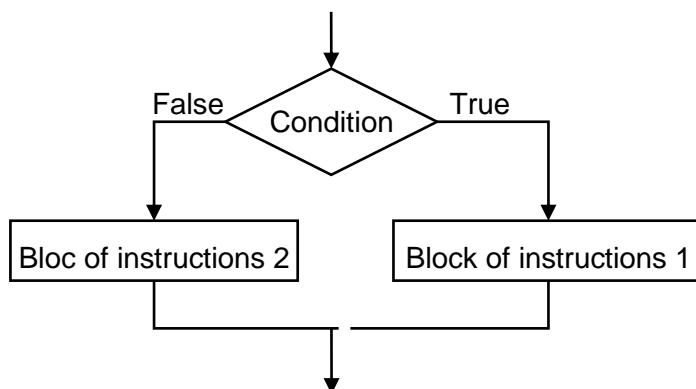 False
True
Condition
Bloc of instructions 2
Block of instructions 1